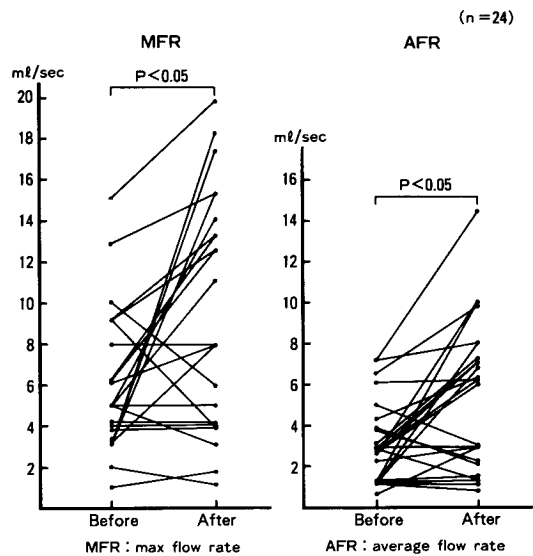 (n=24)
MFR
AFR
mℓ/sec
P<0.05
20
18
16
14
12
10
8
6
4
2
Before After
MFR : max flow rate
mℓ/sec
P<0.05
16
14
12
10
8
6
4
2
Before After
AFR : average flow rate